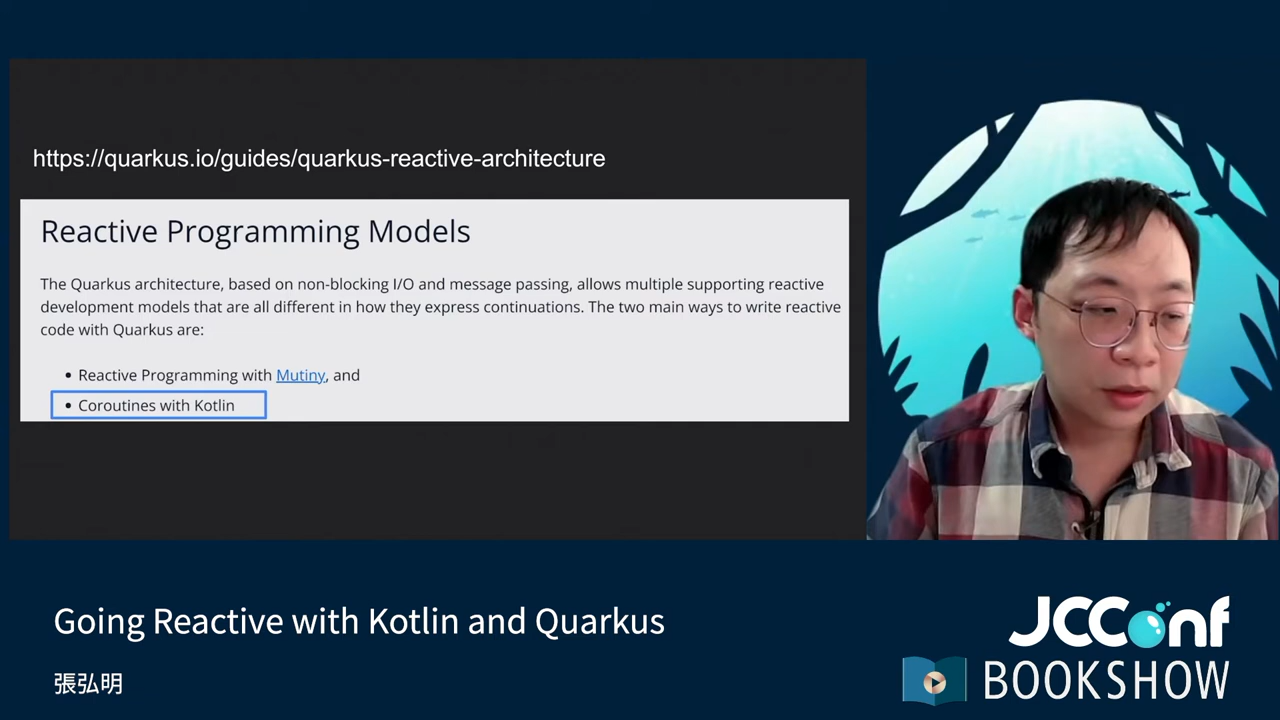 https://quarkus.io/guides/quarkus-reactive-architecture
Reactive Programming Models
The Quarkus architecture, based on non-blocking I/O and message passing, allows multiple supporting reactive
development models that are all different in how they express continuations. The two main ways to write reactive
code with Quarkus are:
• Reactive Programming with Mutiny, and
• Coroutines with Kotlin
Going Reactive with Kotlin and Quarkus
張弘明
JCConf
BOOKSHOW